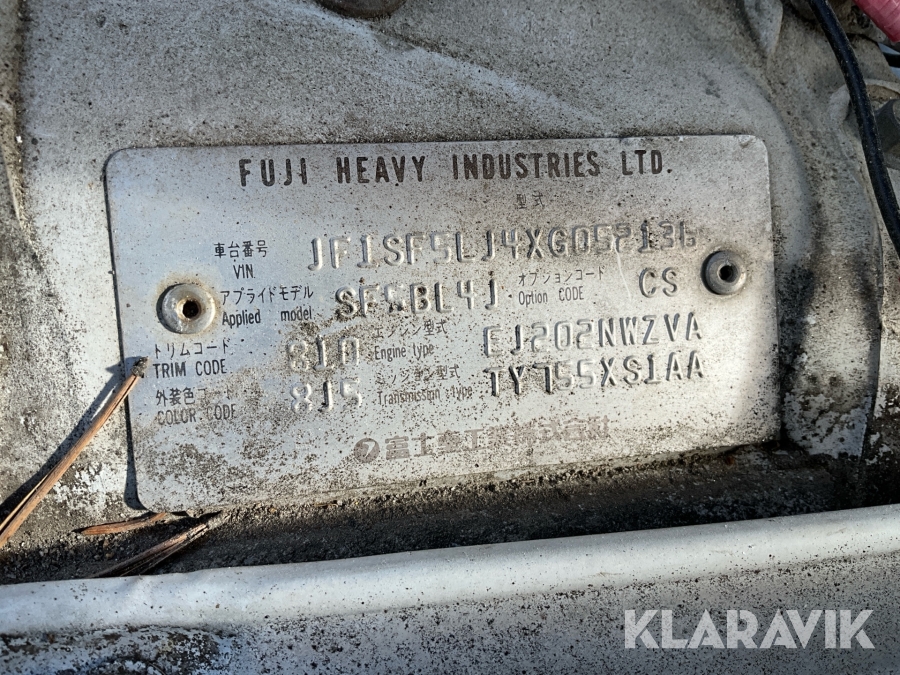 FUJI HEAVY INDUSTRIES LTD.
型式
車台番号 JF1SF5LJ4XG052136
VIN.
アプライドモデル SF5BL4J オプションコード CS
Applied model Option CODE
トリムコード 810 エンジン型式 EJ202NWZVA
TRIM CODE Engine type
外装色コード 815 ミッション型式 TY755XS1AA
COLOR CODE Transmission type
富士重工業株式会社
KLARAVIK